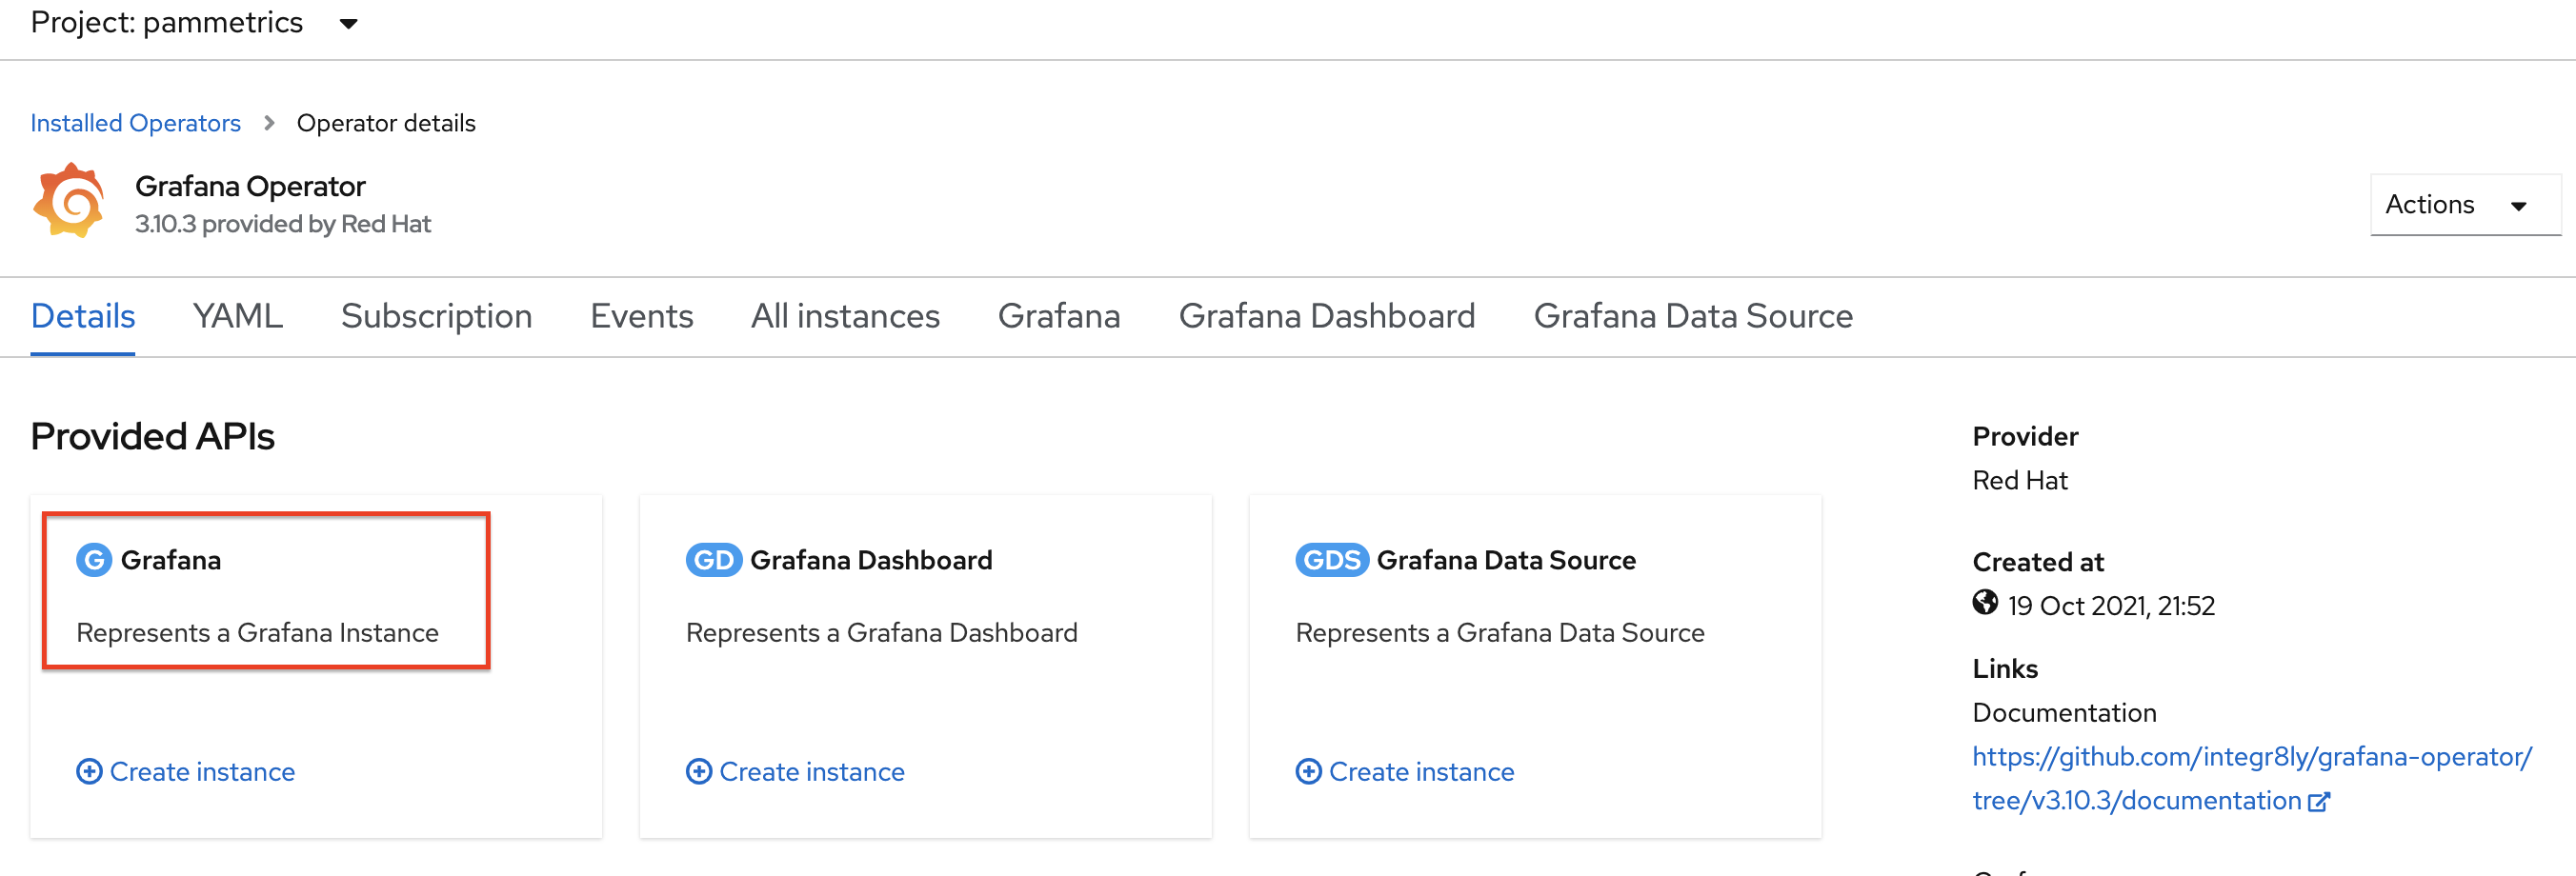 Project: pammetrics
Installed Operators > Operator details
Grafana Operator
3.10.3 provided by Red Hat
Actions
Details YAML Subscription Events All instances Grafana Grafana Dashboard Grafana Data Source
Provided APIs
G Grafana
Represents a Grafana Instance
Create instance
GD Grafana Dashboard
Represents a Grafana Dashboard
Create instance
GDS Grafana Data Source
Represents a Grafana Data Source
Create instance
Provider
Red Hat
Created at
19 Oct 2021, 21:52
Links
Documentation
https://github.com/integr8ly/grafana-operator/
tree/v3.10.3/documentation